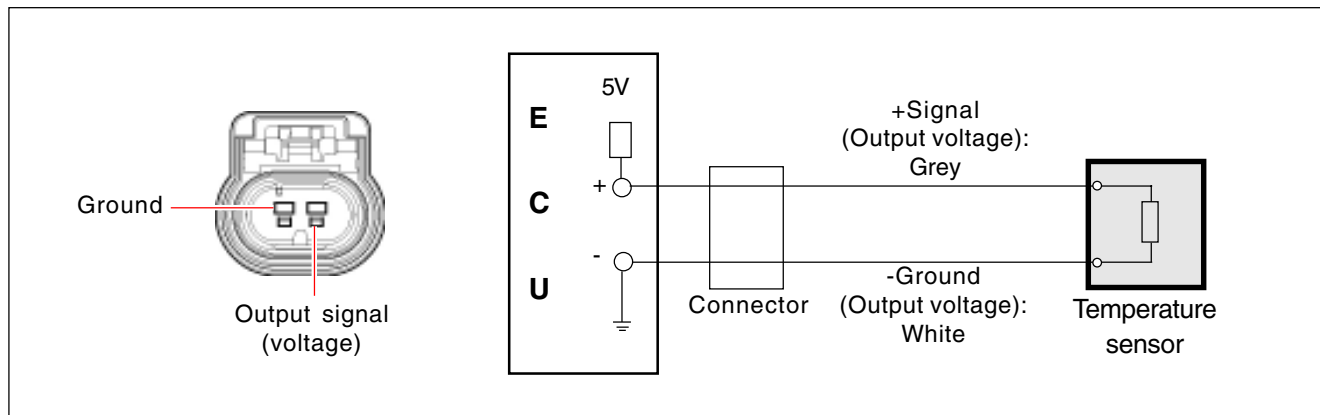 Ground
Output signal
(voltage)
5V
E
C
U
+
-
Connector
+Signal
(Output voltage):
Grey
-Ground
(Output voltage):
White
Temperature
sensor